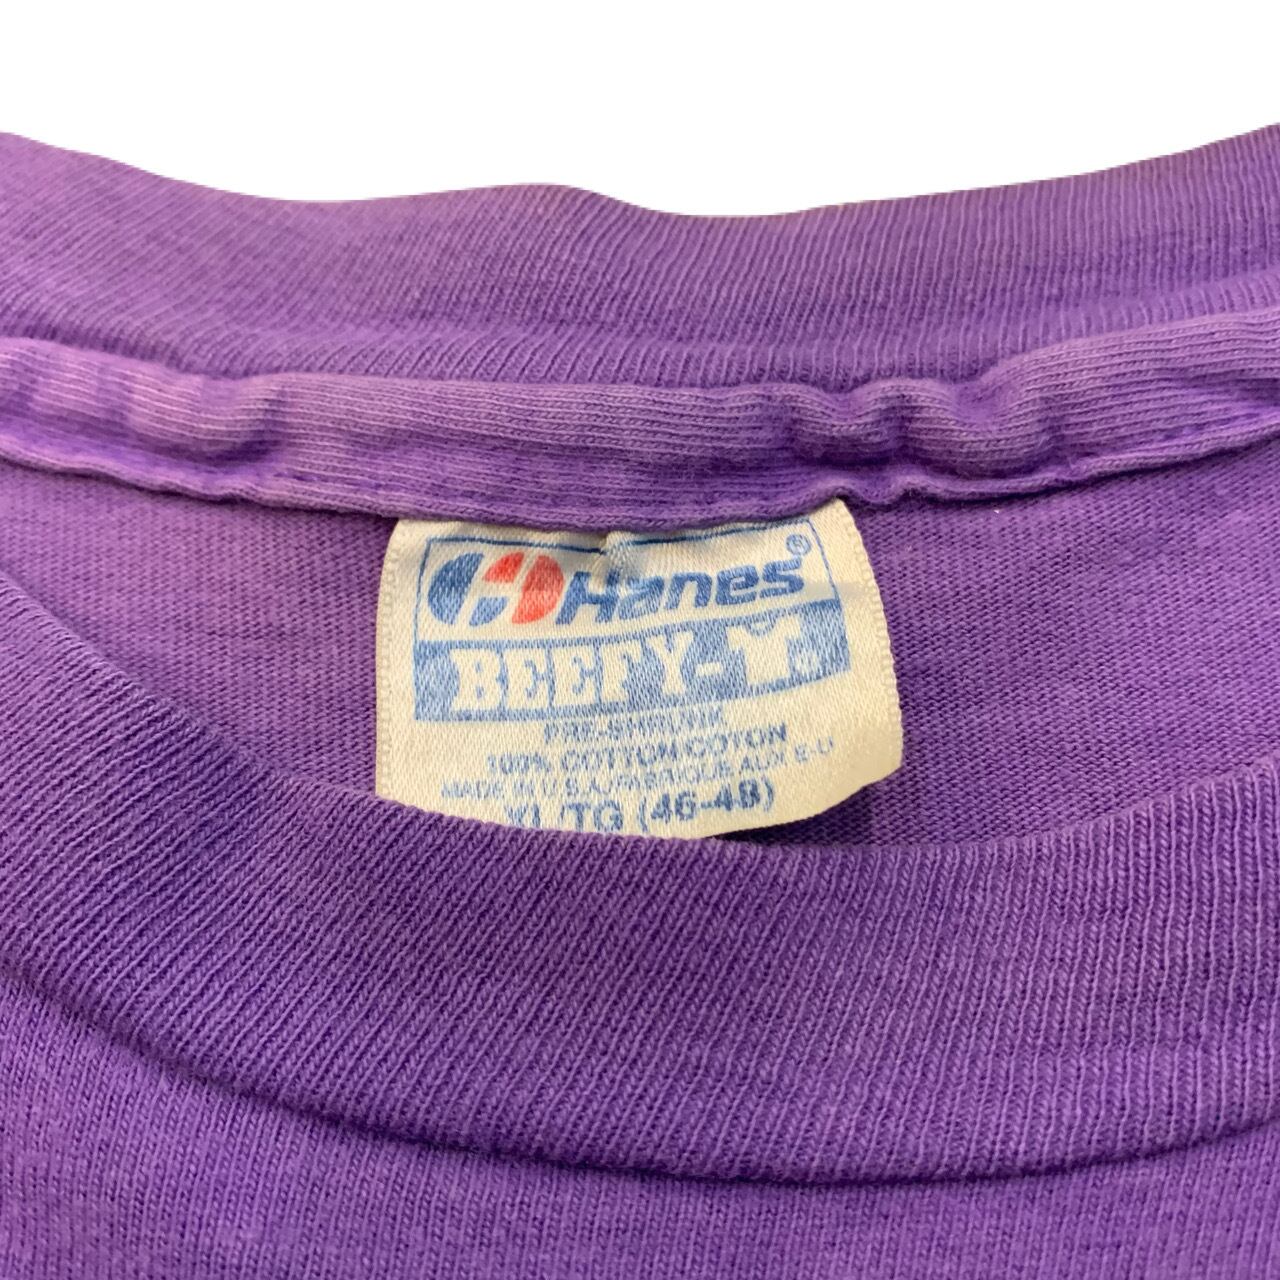 Hanes®
BEEFY-T®
PRE-SHRUNK
100% COTTON/COTON
MADE IN U.S.A./FABRIQUE AUX E-U
XL/TG (46-48)